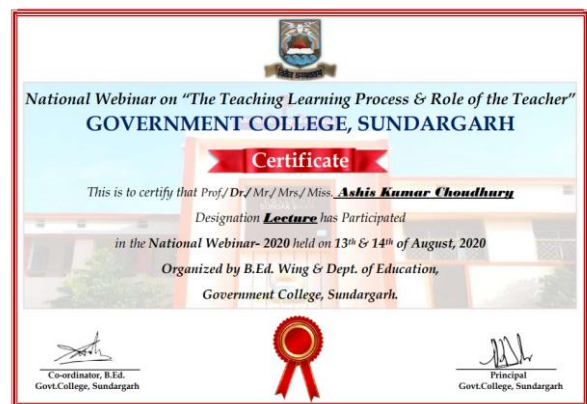 National Webinar on “The Teaching Learning Process & Role of the Teacher”
GOVERNMENT COLLEGE, SUNDARGARH
Certificate
This is to certify that Prof./ Dr./ Mr./ Mrs./ Miss. Ashis Kumar Choudhury
Designation Lecture has Participated
in the National Webinar- 2020 held on 13th & 14th of August, 2020
Organized by B.Ed. Wing & Dept. of Education,
Government College, Sundargarh.
Co-ordinator, B.Ed.
Govt.College, Sundargarh
Principal
Govt.College, Sundargarh